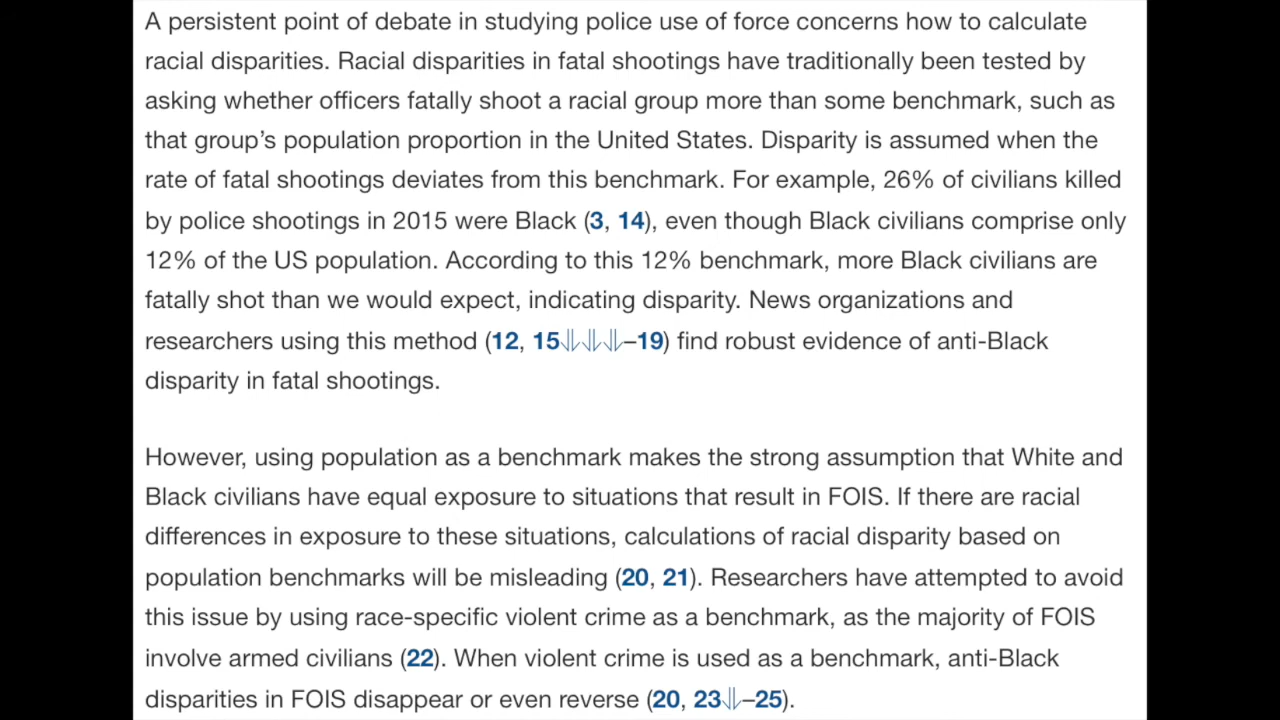 A persistent point of debate in studying police use of force concerns how to calculate
racial disparities. Racial disparities in fatal shootings have traditionally been tested by
asking whether officers fatally shoot a racial group more than some benchmark, such as
that group’s population proportion in the United States. Disparity is assumed when the
rate of fatal shootings deviates from this benchmark. For example, 26% of civilians killed
by police shootings in 2015 were Black (3, 14), even though Black civilians comprise only
12% of the US population. According to this 12% benchmark, more Black civilians are
fatally shot than we would expect, indicating disparity. News organizations and
researchers using this method (12, 15⇓⇓⇓–19) find robust evidence of anti-Black
disparity in fatal shootings.
However, using population as a benchmark makes the strong assumption that White and
Black civilians have equal exposure to situations that result in FOIS. If there are racial
differences in exposure to these situations, calculations of racial disparity based on
population benchmarks will be misleading (20, 21). Researchers have attempted to avoid
this issue by using race-specific violent crime as a benchmark, as the majority of FOIS
involve armed civilians (22). When violent crime is used as a benchmark, anti-Black
disparities in FOIS disappear or even reverse (20, 23⇓–25).